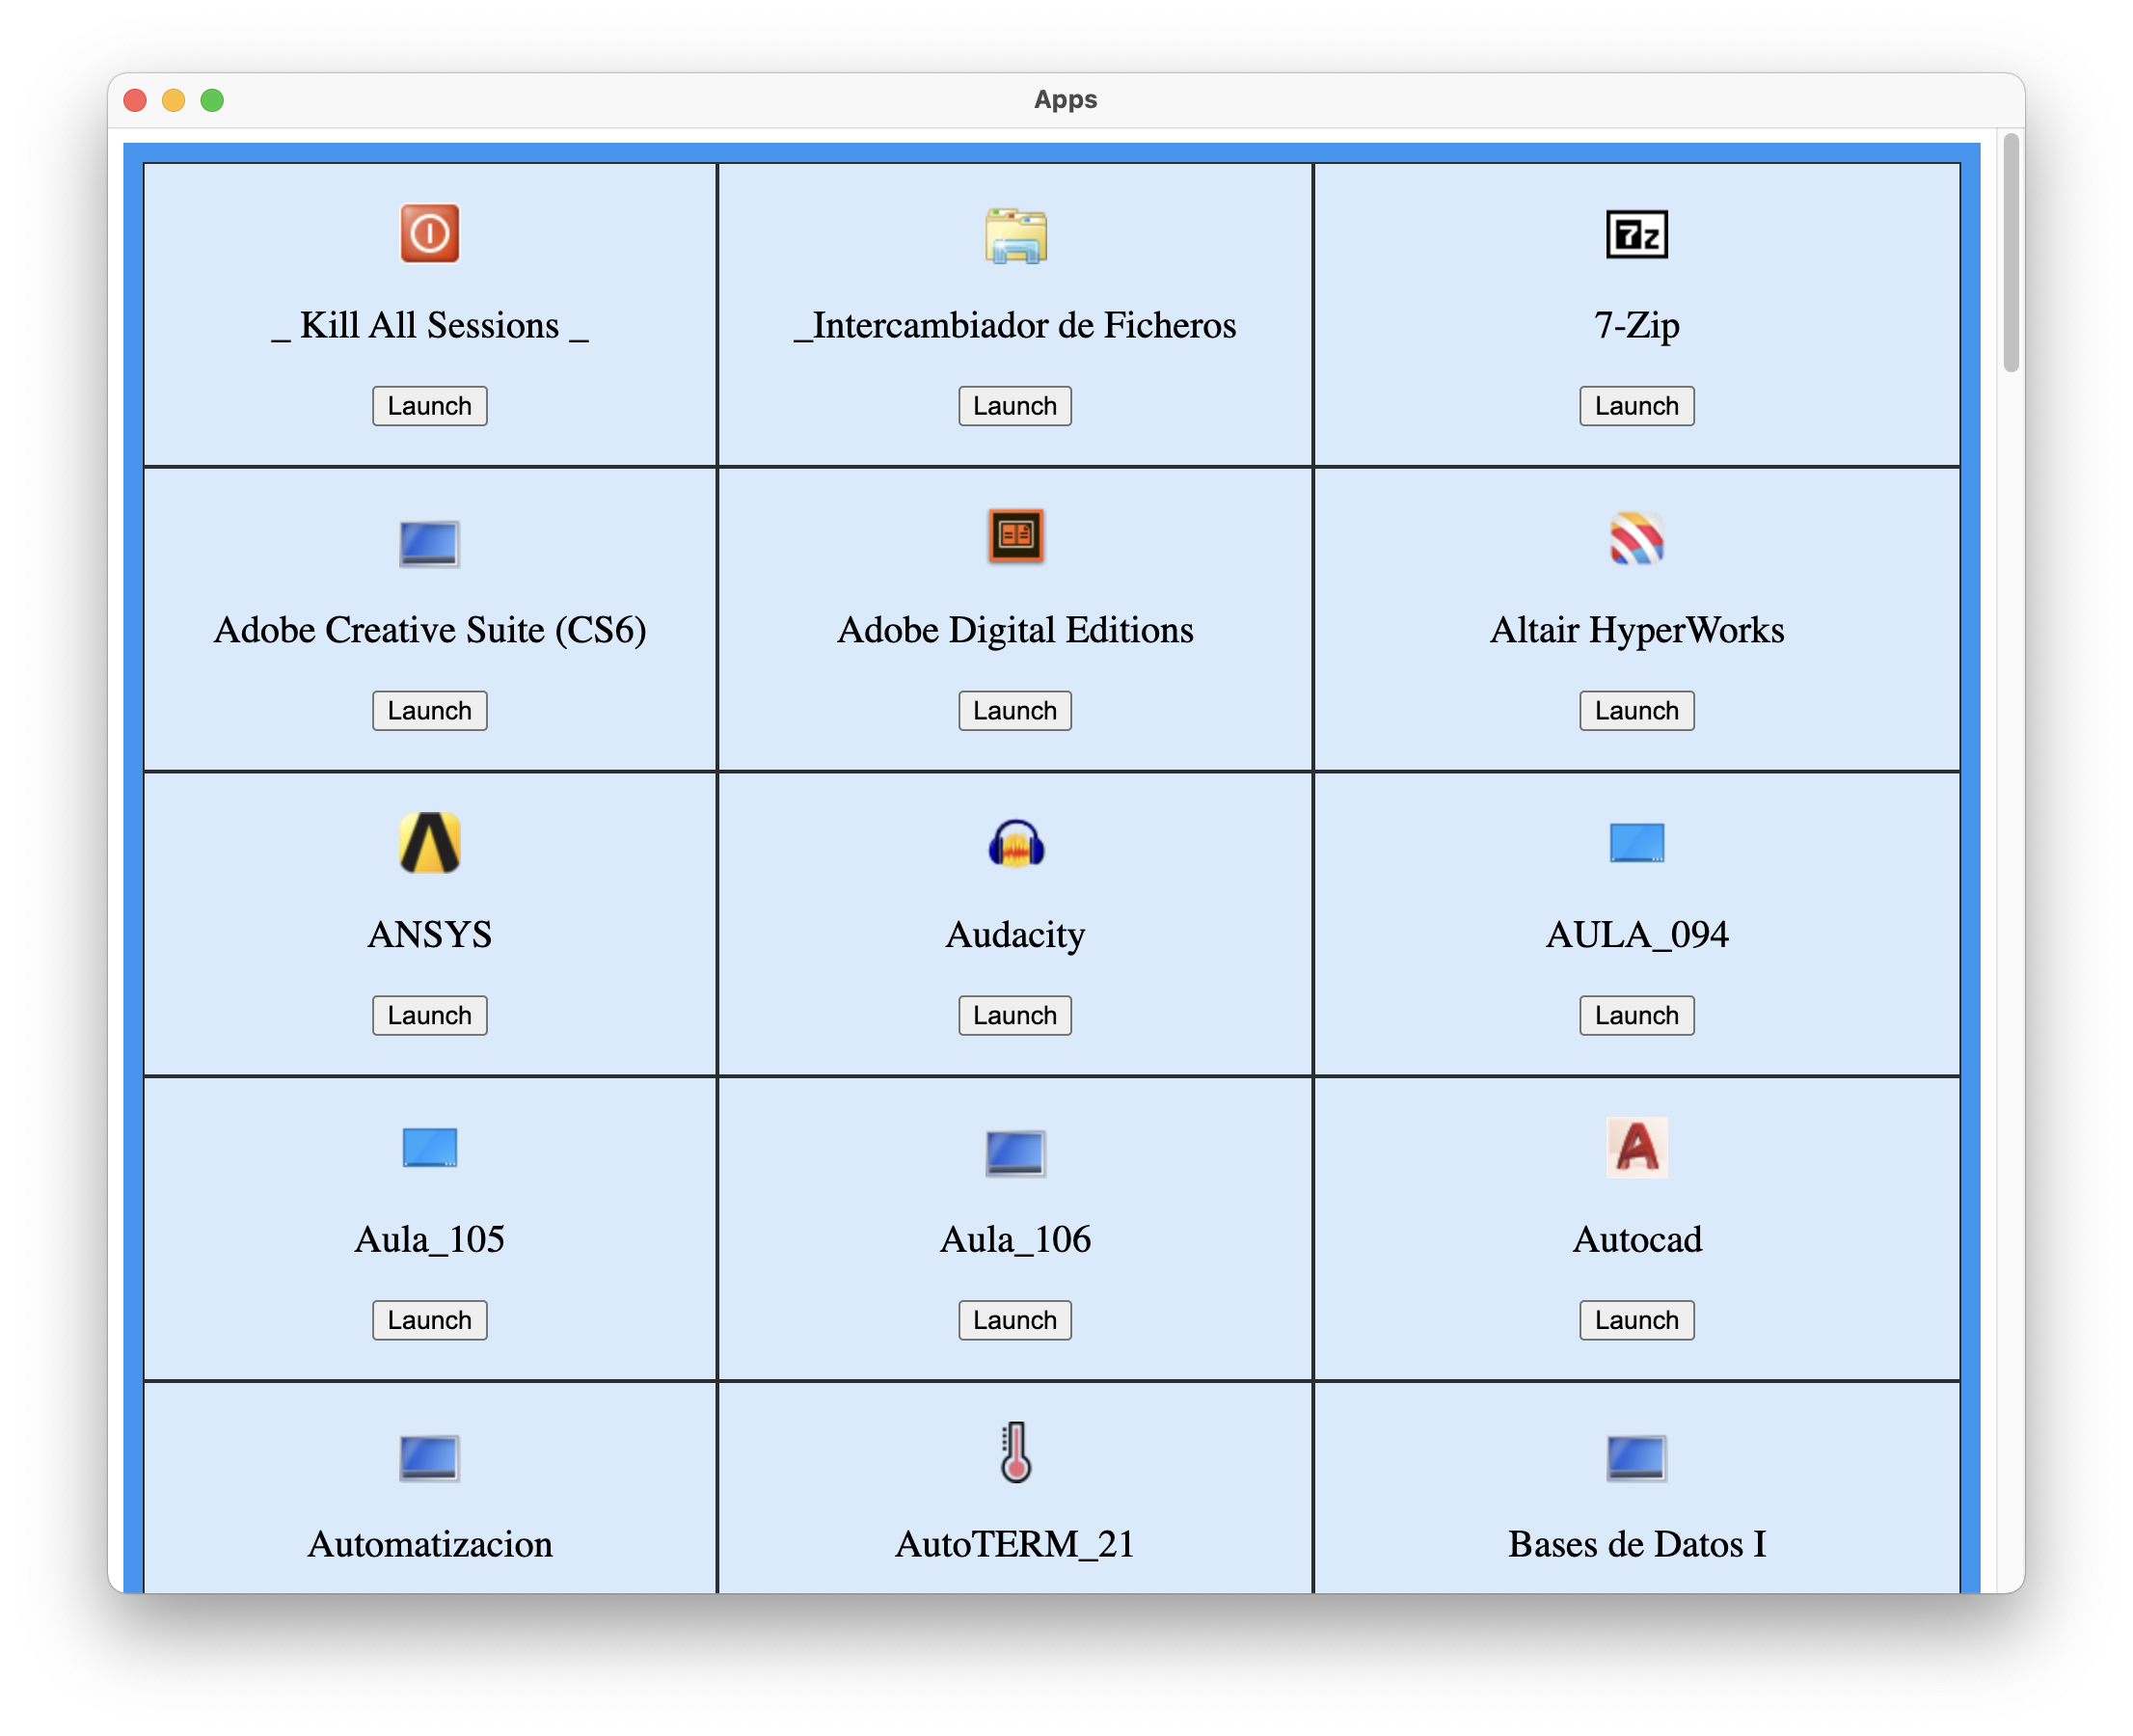 Apps
_ Kill All Sessions _
_Intercambiador de Ficheros
7z
7-Zip
Launch
Launch
Launch
Adobe Creative Suite (CS6)
Adobe Digital Editions
Altair HyperWorks
Launch
Launch
Launch
ANSYS
Audacity
AULA_094
Launch
Launch
Launch
Aula_105
Aula_106
A
Autocad
Launch
Launch
Launch
Automatizacion
AutoTERM_21
Bases de Datos I